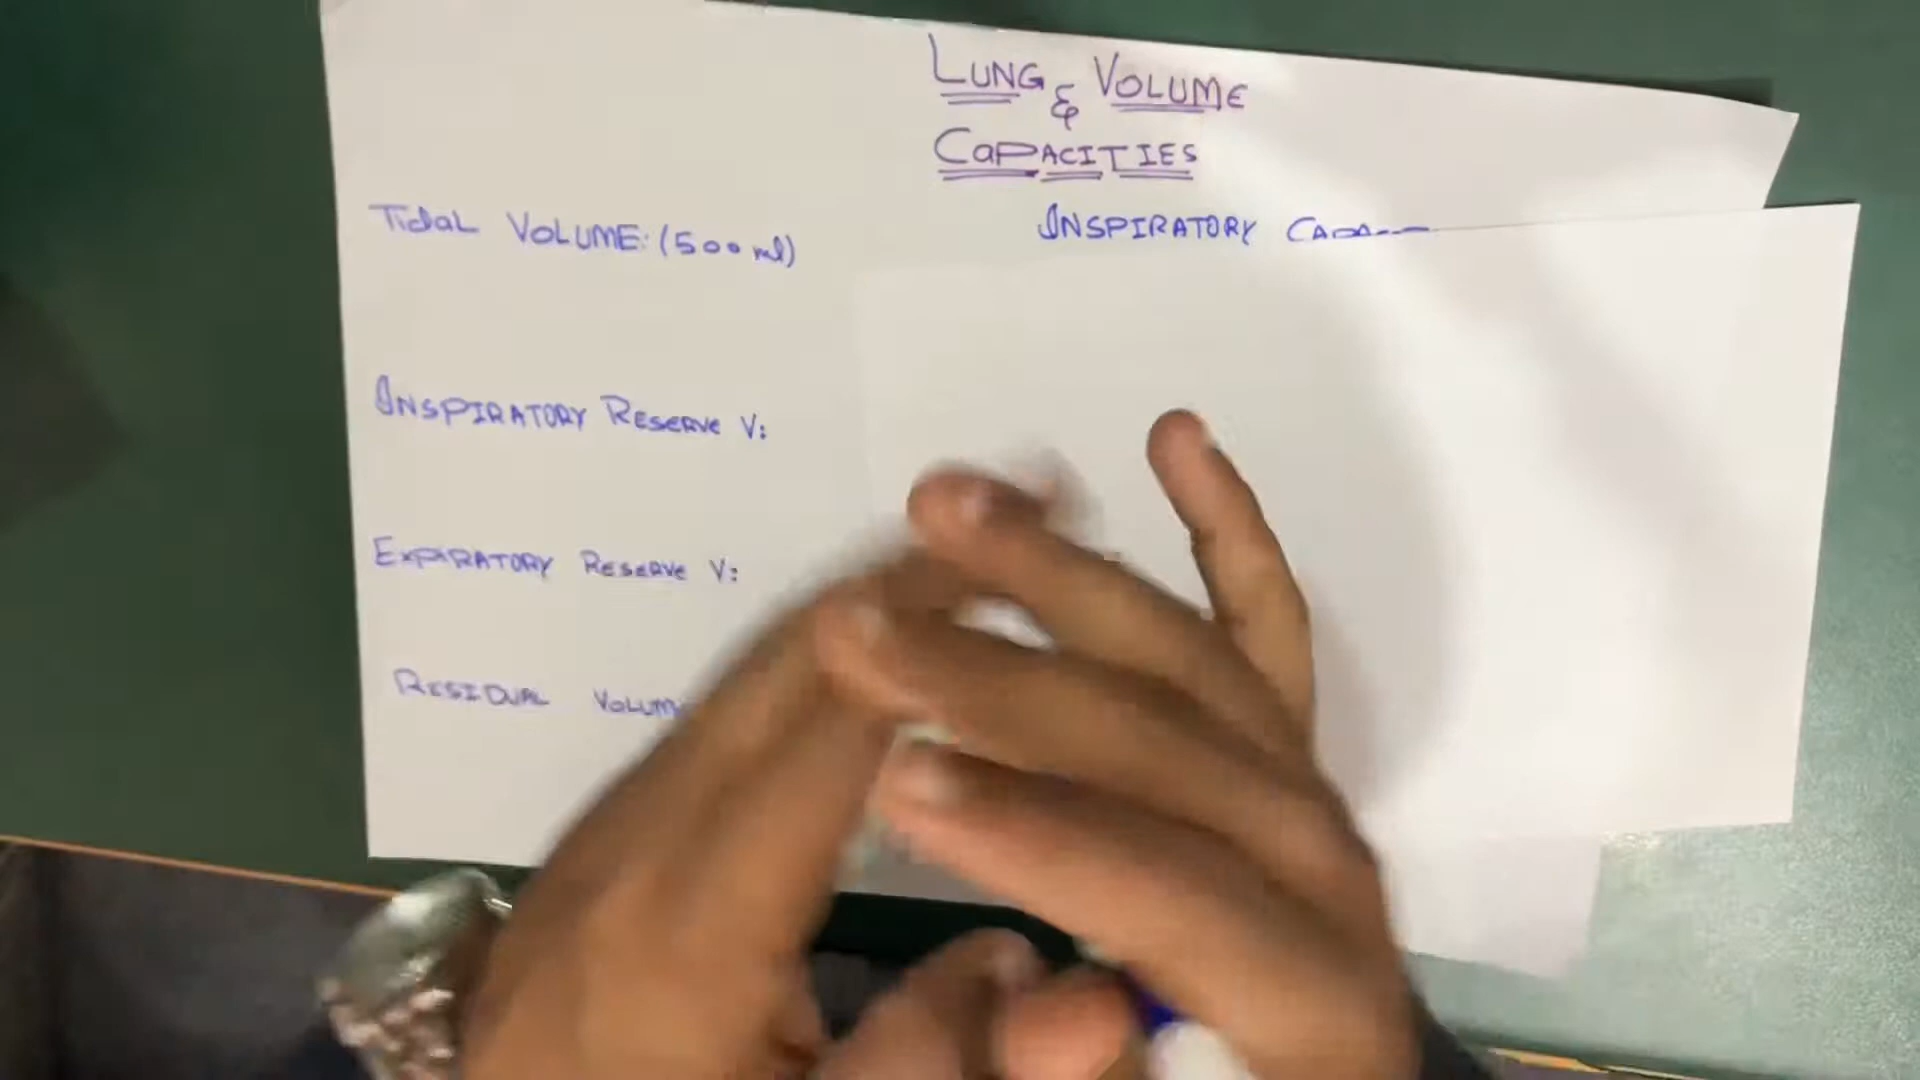 LUNG & VOLUME
CAPACITIES
Tidal VOLUME: (500 ml)
INSPIRATORY
INSPIRATORY RESERVE V:
EXPIRATORY RESERVE V:
RESIDUAL